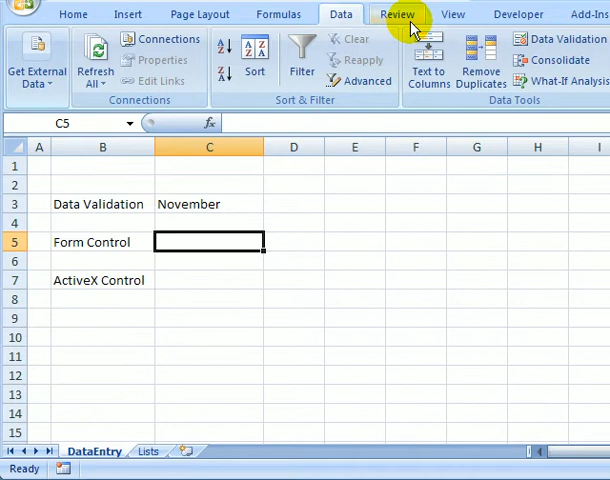 Home Insert Page Layout Formulas Data Review View Developer Add-Ins
Get External Data
Refresh All
Connections
Properties
Edit Links
Connections
A Z
Z A
Sort
Filter
Clear
Reapply
Advanced
Sort & Filter
Text to Columns
Remove Duplicates
Data Validation
Consolidate
What-If Analysis
Data Tools
C5 fx
A B C D E F G H I
1
2
3 Data Validation November
4
5 Form Control
6
7 ActiveX Control
8
9
10
11
12
13
14
15
DataEntry Lists
Ready